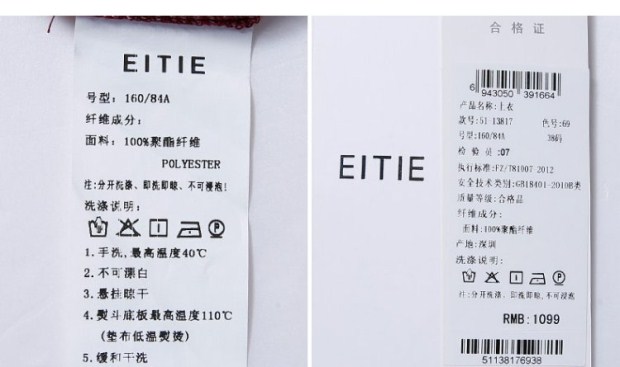 EITIE
号型：160/84A
纤维成分：
面料：100%聚酯纤维
POLYESTER
注:分开洗涤、即洗即晾、不可浸泡!
洗涤说明：
1.手洗,最高温度40℃
2.不可漂白
3.悬挂晾干
4.熨斗底板最高温度110℃
(垫布低温熨烫)
5.缓和干洗
EITIE
合格证
6 943050 391664
产品名称:上衣
款号:51 13817 色号:69
号型:160/84A 38码
检 验 员:07
执行标准:FZ/T81007 2012
安全技术类别:GB18401-2010B类
质量等级:合格品
纤维成分:
面料:100%聚酯纤维
产地:深圳
洗涤说明:
注:分开洗涤、即洗即晾,不可浸泡
RMB:1099
51138176938